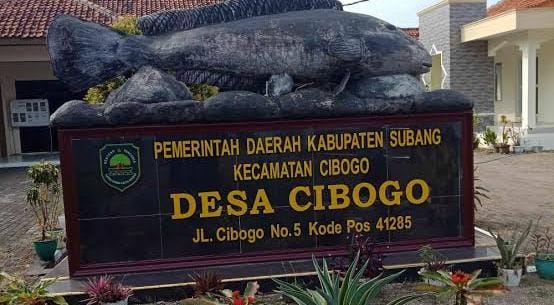 PEMERINTAH DAERAH KABUPATEN SUBANG
KECAMATAN CIBOGO
DESA CIBOGO
JL. Cibogo No.5 Kode Pos 41285